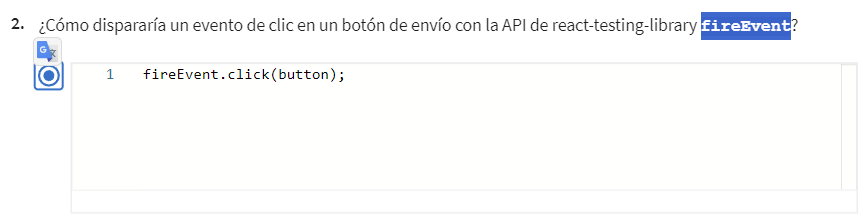 2. ¿Cómo dispararía un evento de clic en un botón de envío con la API de react-testing-library fireEvent?
G
1 fireEvent.click(button);